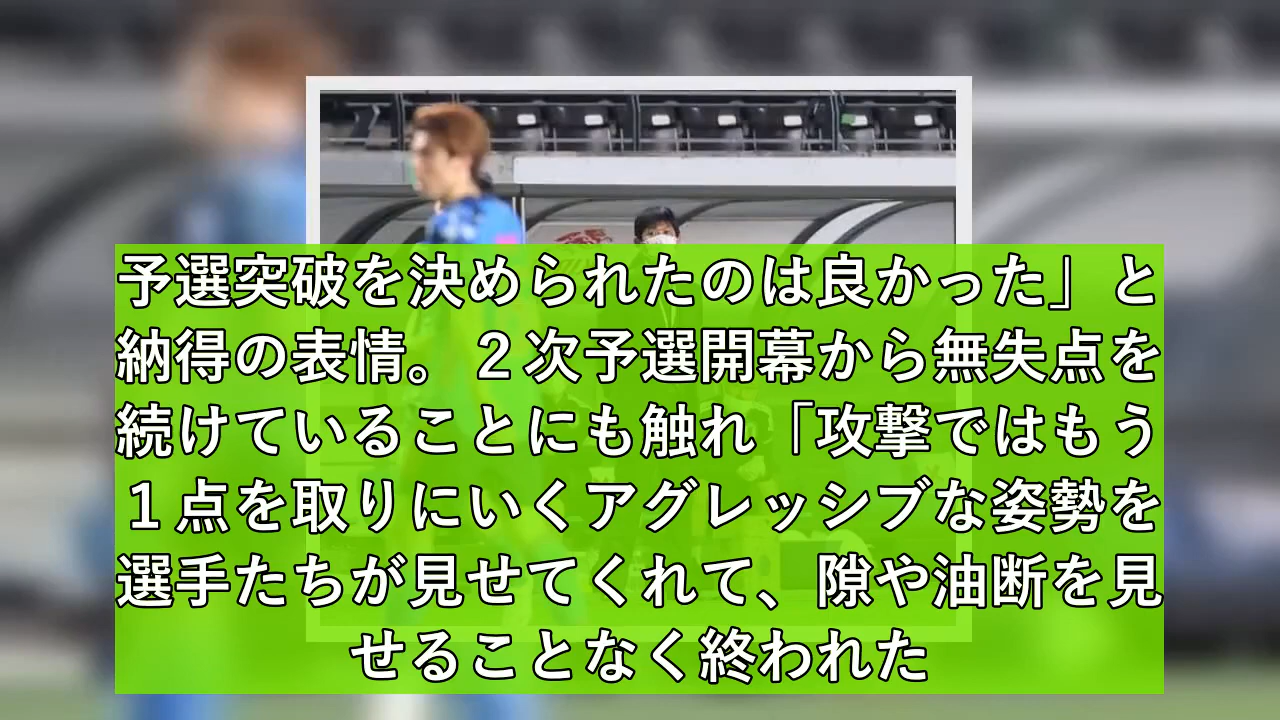 予選突破を決められたのは良かった」と
納得の表情。２次予選開幕から無失点を
続けていることにも触れ「攻撃ではもう
１点を取りにいくアグレッシブな姿勢を
選手たちが見せてくれて、隙や油断を見
せることなく終われた